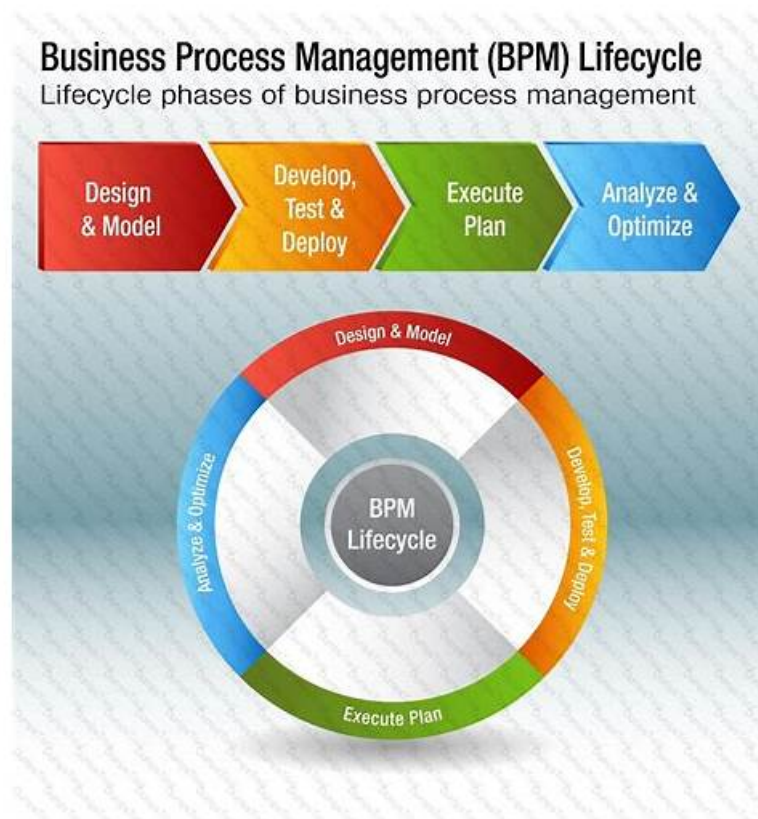 Business Process Management (BPM) Lifecycle
Lifecycle phases of business process management
Design
& Model
Develop,
Test &
Deploy
Execute
Plan
Analyze &
Optimize
Design & Model
Develop, Test & Deploy
Execute Plan
Analyze & Optimize
BPM
Lifecycle